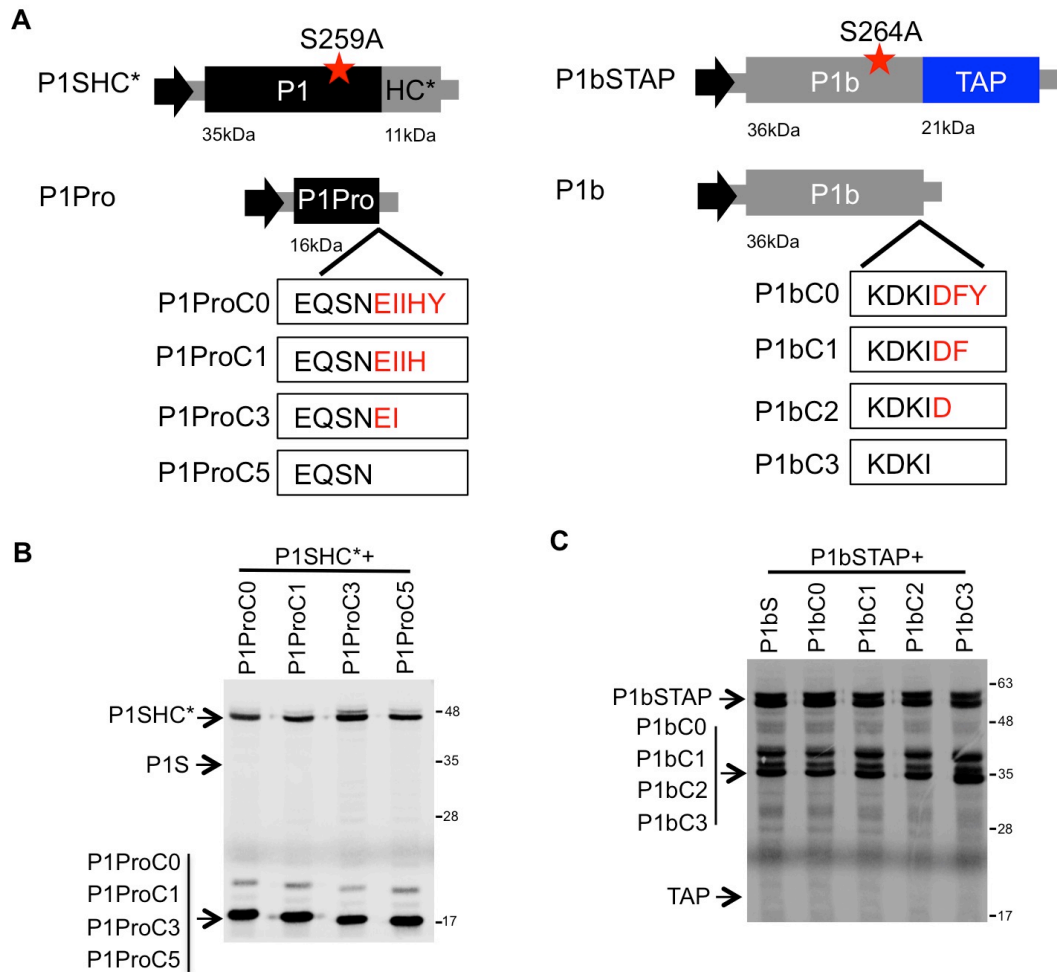 A
P1SHC*
S259A
P1
HC*
35kDa
11kDa
P1Pro
P1Pro
16kDa
P1ProC0
EQSNEIIHY
P1ProC1
EQSNEIIH
P1ProC3
EQSNEI
P1ProC5
EQSN
P1bSTAP
S264A
P1b
TAP
36kDa
21kDa
P1b
P1b
36kDa
P1bC0
KDKIDFY
P1bC1
KDKIDF
P1bC2
KDKID
P1bC3
KDKI
B
P1SHC*+
P1ProC0
P1ProC1
P1ProC3
P1ProC5
P1SHC*
P1S
P1ProC0
P1ProC1
P1ProC3
P1ProC5
-48
-35
-28
-17
C
P1bSTAP+
P1bS
P1bC0
P1bC1
P1bC2
P1bC3
P1bSTAP
P1bC0
P1bC1
P1bC2
P1bC3
TAP
-63
-48
-35
-28
-17